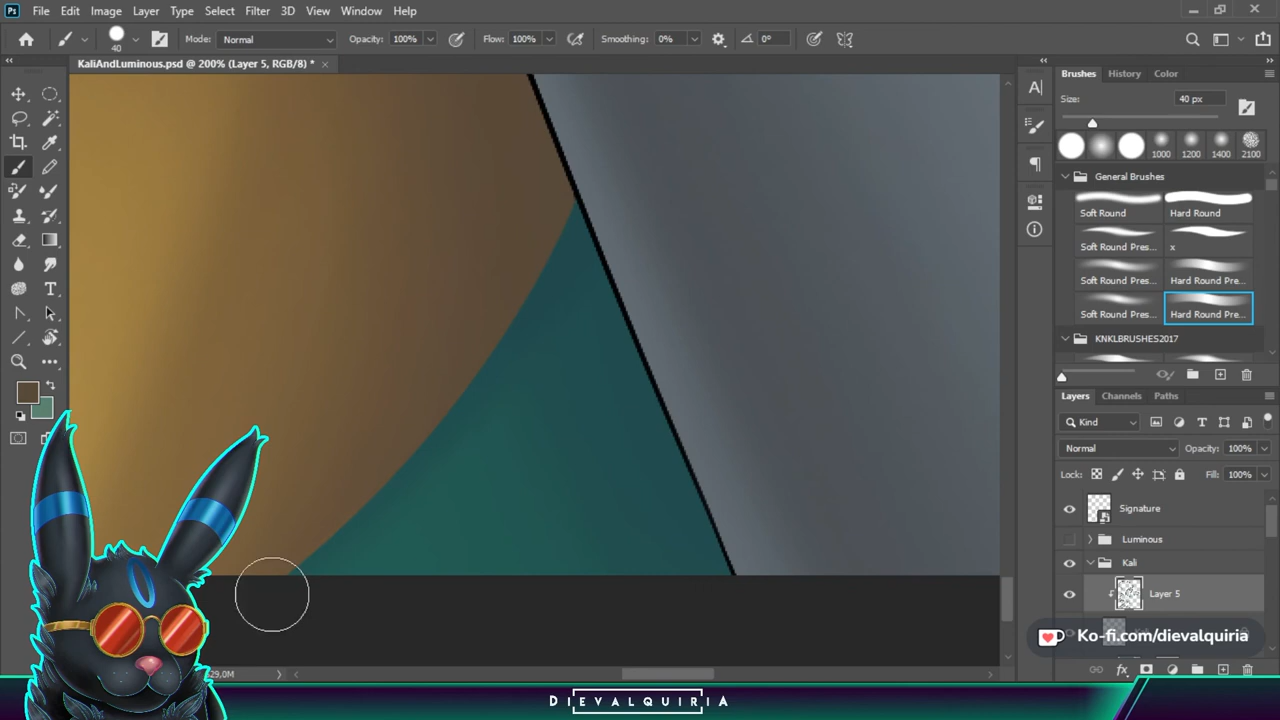 Ps File Edit Image Layer Type Select Filter 3D View Window Help
40 Mode: Normal Opacity: 100% Flow: 100% Smoothing: 0% 0°
KaliAndLuminous.psd @ 200% (Layer 5, RGB/8) * ×
Brushes History Color
Size: 40 px
1000 1200 1400 2100
General Brushes
Soft Round Hard Round
Soft Round Pres... x
Soft Round Pres... Hard Round Pre...
Soft Round Pres... Hard Round Pre...
KNKLBRUSHES2017
Layers Channels Paths
Kind
Normal Opacity: 100%
Lock: Fill: 100%
Signature
Luminous
Kali
Layer 5
Ko-fi.com/dievalquiria
29,0M
DIEVALQUIRIA